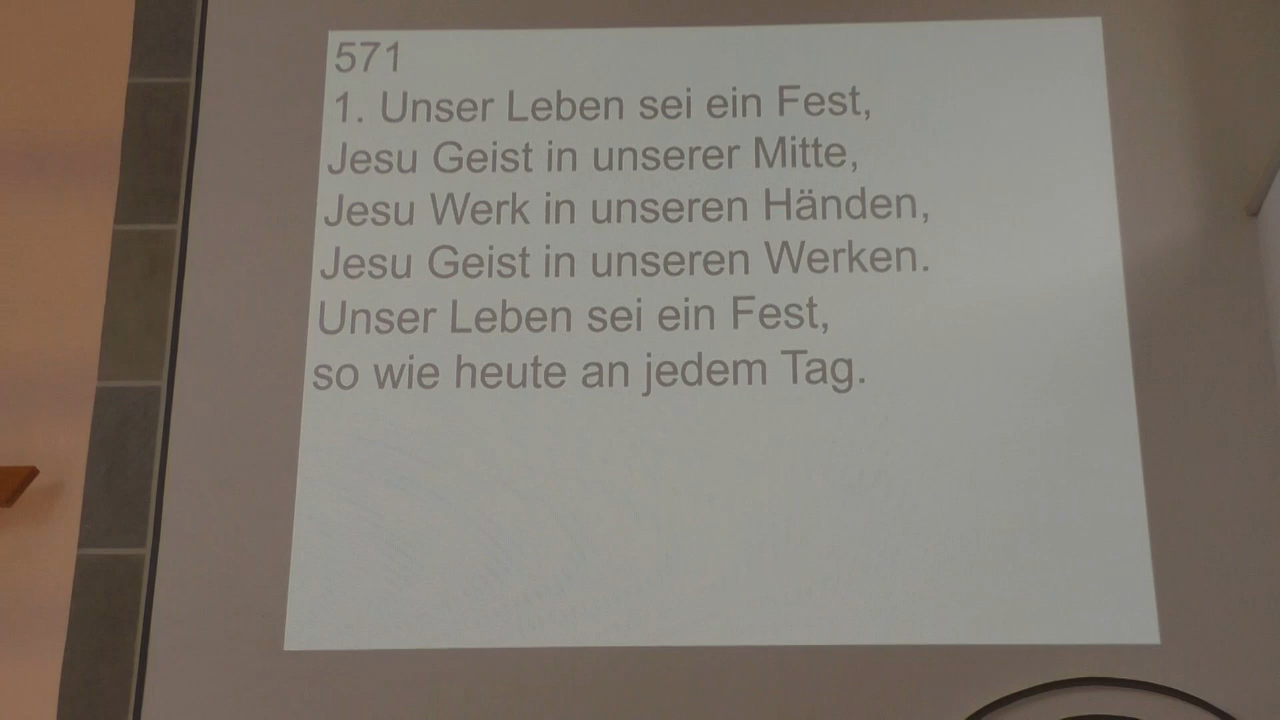 571
1. Unser Leben sei ein Fest,
Jesu Geist in unserer Mitte,
Jesu Werk in unseren Händen,
Jesu Geist in unseren Werken.
Unser Leben sei ein Fest,
so wie heute an jedem Tag.